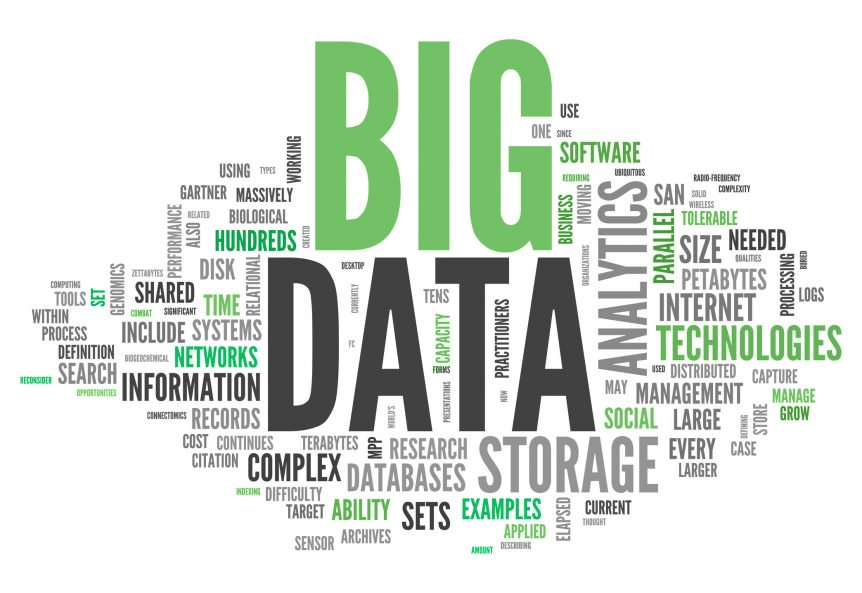 BIG
DATA
USE
ONE
SINCE
SOFTWARE
WORKING
USING
TYPES
REQUIRING
UBIQUITOUS
RADIO-FREQUENCY
COMPLEXITY
GARTNER
MASSIVELY
BUSINESS
MOVING
ANALYTICS
SAN
SOLID
WIRELESS
PERFORMANCE
ALSO
RELATED
BIOLOGICAL
CREATED
PARALLEL
TOLERABLE
HUNDREDS
SIZE
NEEDED
QUALITIES
BURIED
ZETTABYTES
DISK
RELATIONAL
DESKTOP
ORGANIZATIONS
PETABYTES
PROCESSING
COMPUTING
TOOLS
SET
GENOMICS
SHARED
CURRENTLY
TENS
INTERNET
LOGS
WITHIN
COMBAT
SIGNIFICANT
TIME
PRACTITIONERS
PROCESS
INCLUDE
SYSTEMS
CAPACITY
TECHNOLOGIES
DEFINITION
BIOGEOCHEMICAL
NETWORKS
FC
FORMS
USED
DISTRIBUTED
CAPTURE
RECONSIDER
SEARCH
OPPORTUNITIES
INFORMATION
WORLD'S
PRESENTATIONS
NOW
MAY
MANAGEMENT
MANAGE
GROW
CONNECTOMICS
RECORDS
SOCIAL
LARGE
DEFINING
STORE
COST
CONTINUES
TERABYTES
MPP
RESEARCH
STORAGE
EVERY
CASE
CITATION
COMPLEX
DATABASES
LARGER
INDEXING
DIFFICULTY
TARGET
ABILITY
SETS
EXAMPLES
ELAPSED
CURRENT
THOUGHT
SENSOR
ARCHIVES
APPLIED
AMOUNT
DESCRIBING